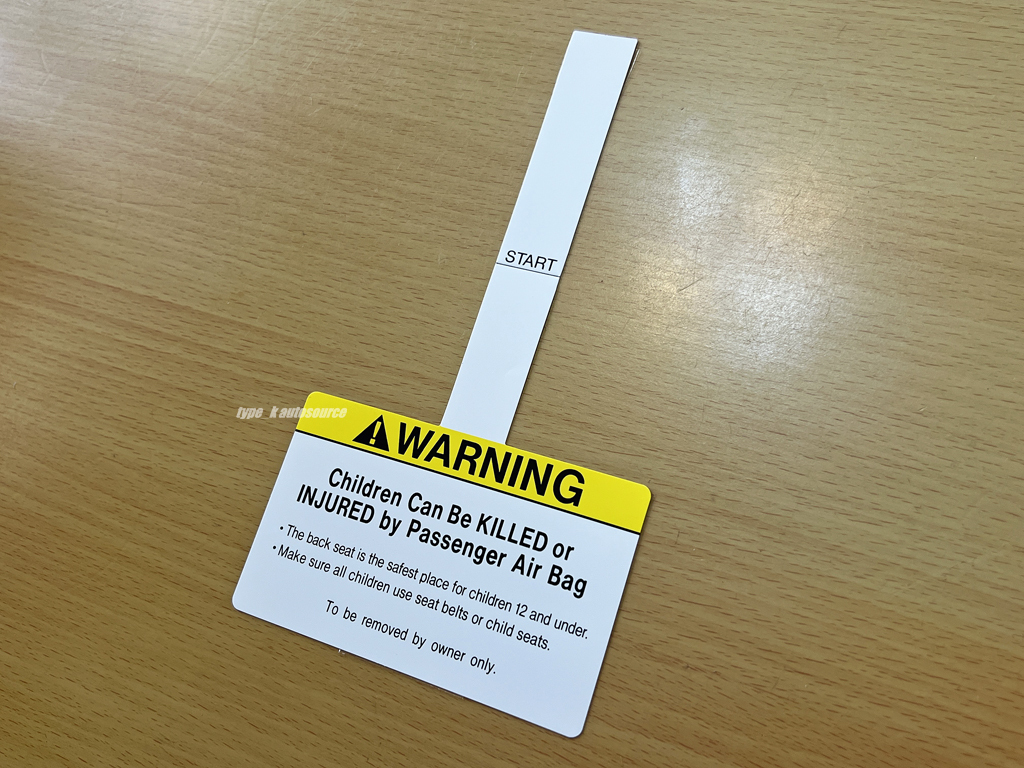 START
type_k autosource
WARNING
Children Can Be KILLED or
INJURED by Passenger Air Bag
• The back seat is the safest place for children 12 and under.
• Make sure all children use seat belts or child seats.
To be removed by owner only.